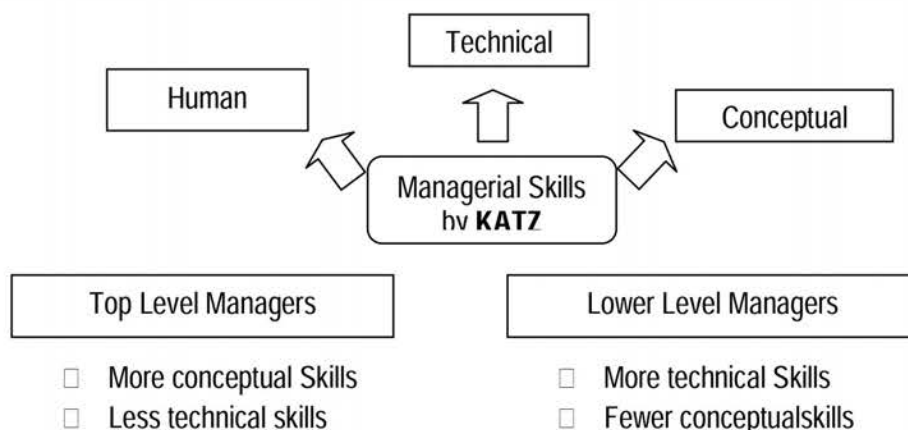 Technical
Human
Conceptual
Managerial Skills
by KATZ
Top Level Managers
Lower Level Managers
More conceptual Skills
Less technical skills
More technical Skills
Fewer conceptualskills